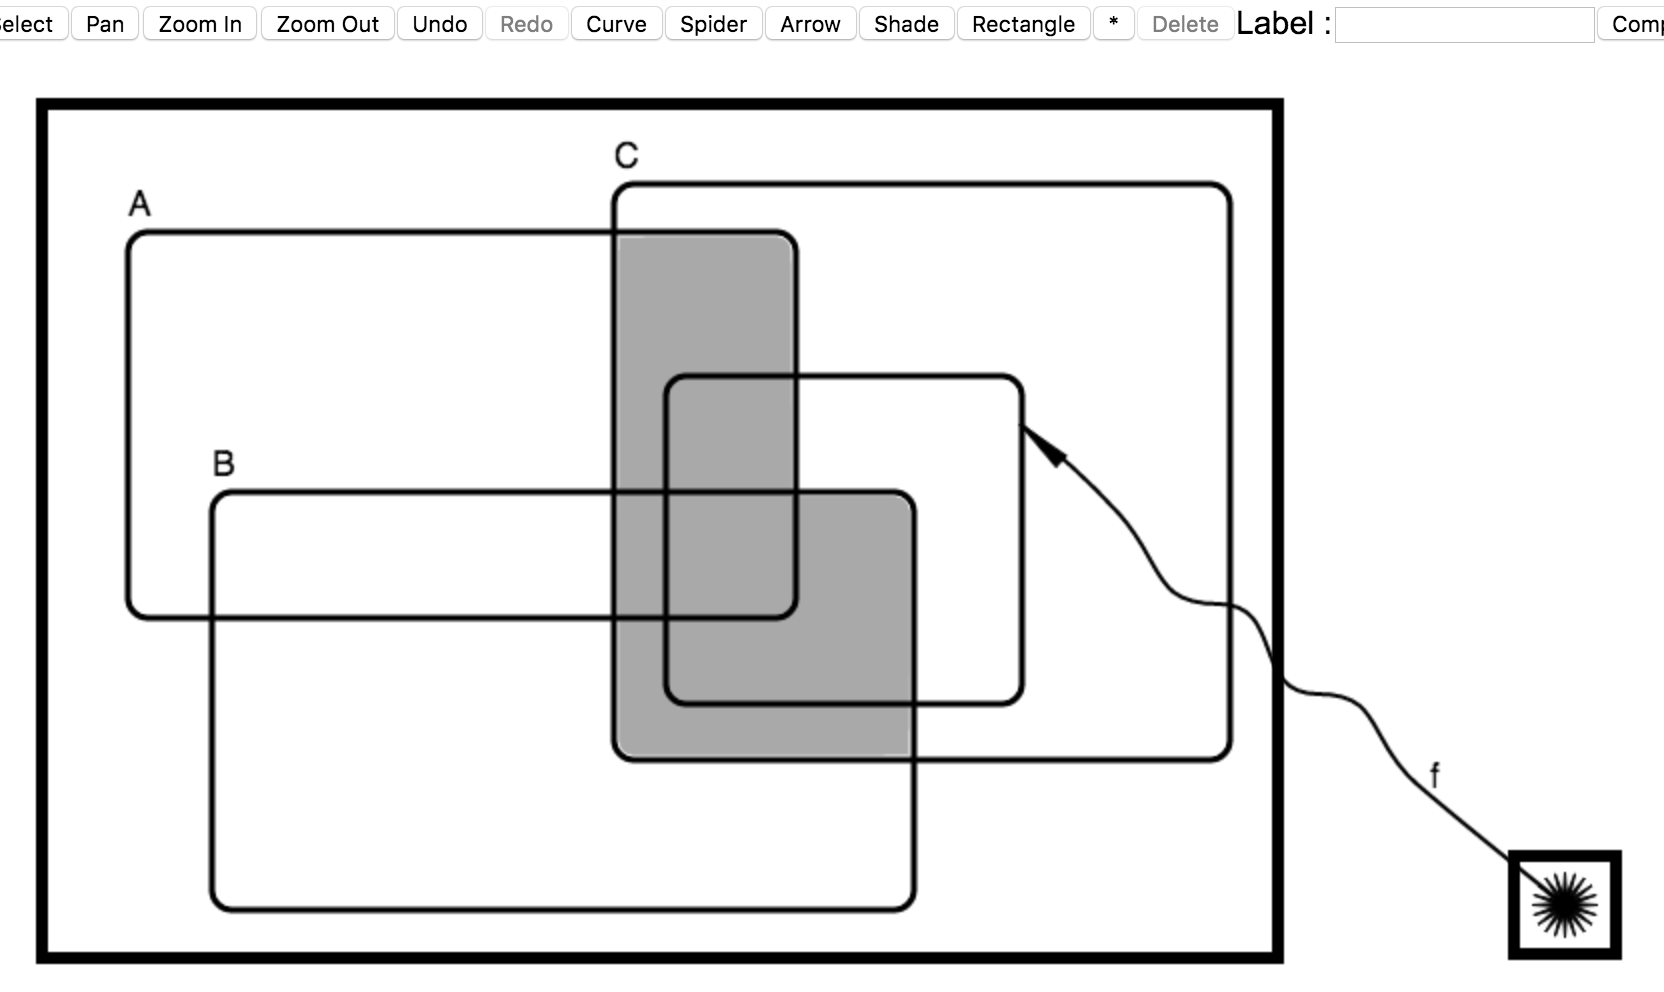 elect Pan Zoom In Zoom Out Undo Redo Curve Spider Arrow Shade Rectangle * Delete Label : Comp
C
A
B
f